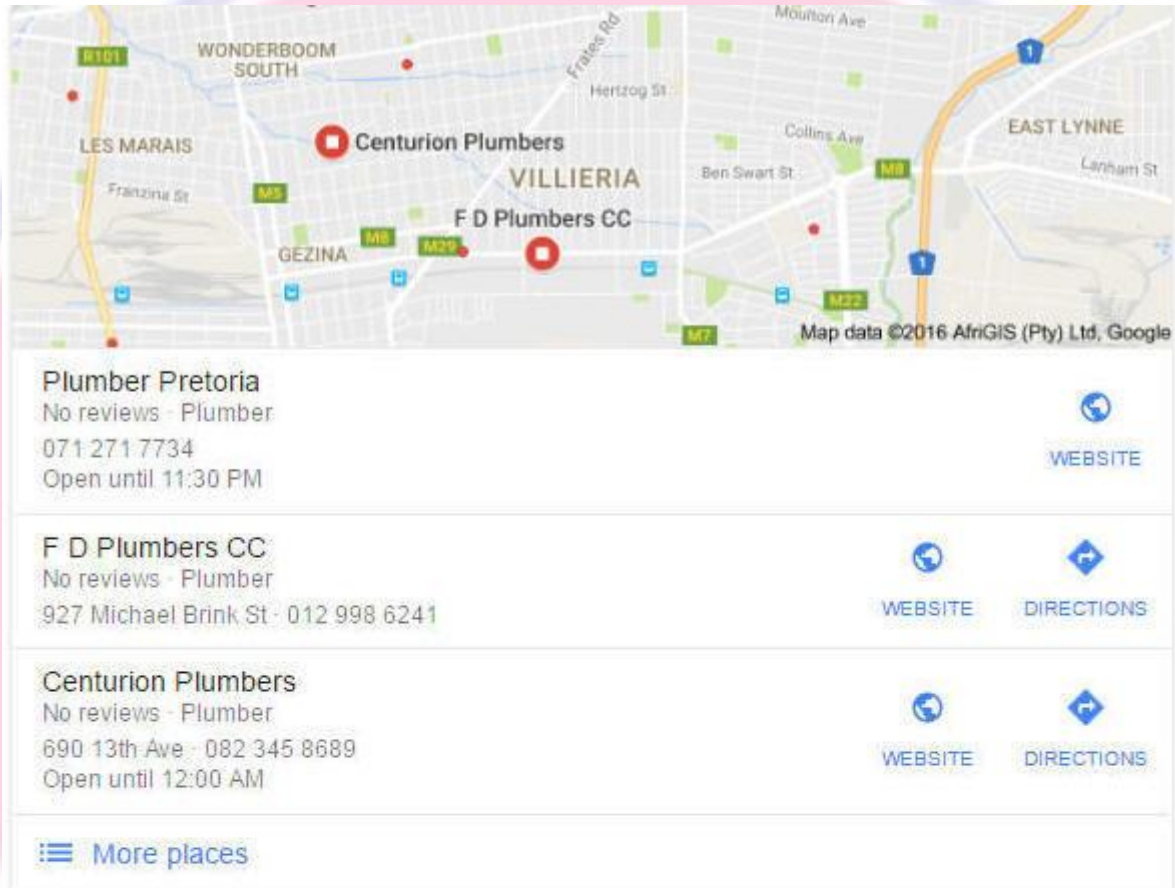 Moulton Ave
R101
WONDERBOOM
SOUTH
Frates Rd
1
Hertzog St
LES MARAIS
Centurion Plumbers
Collins Ave
EAST LYNNE
Franzina St
M5
VILLIERIA
Ben Swart St
M8
Lanham St
F D Plumbers CC
GEZINA
M8
M29
1
M22
M7
Map data ©2016 AfriGIS (Pty) Ltd, Google
Plumber Pretoria
No reviews · Plumber
071 271 7734
Open until 11:30 PM
WEBSITE
F D Plumbers CC
No reviews · Plumber
927 Michael Brink St · 012 998 6241
WEBSITE
DIRECTIONS
Centurion Plumbers
No reviews · Plumber
690 13th Ave · 082 345 8689
Open until 12:00 AM
WEBSITE
DIRECTIONS
More places